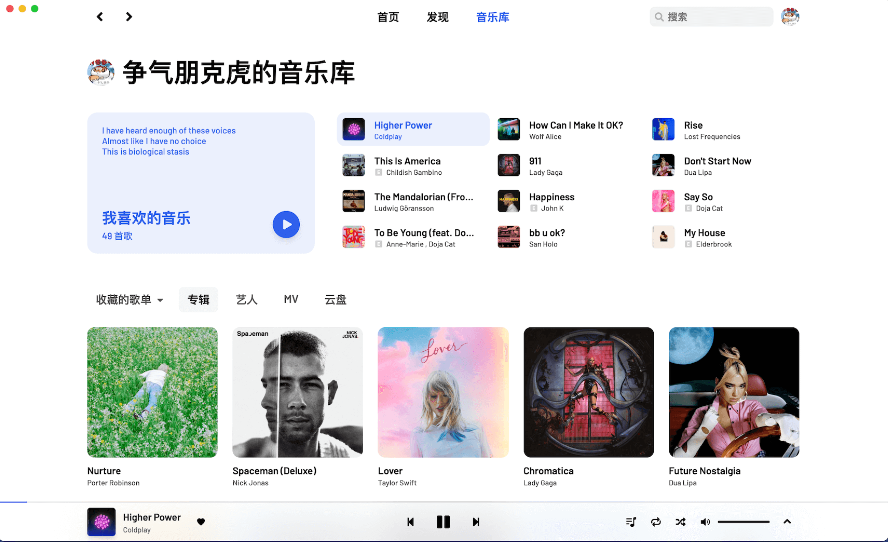 首页
发现
音乐库
搜索
争气朋克虎的音乐库
I have heard enough of these voices
Almost like I have no choice
This is biological stasis
我喜欢的音乐
49 首歌
Higher Power
Coldplay
How Can I Make It OK?
Wolf Alice
Rise
Lost Frequencies
This Is America
E Childish Gambino
911
Lady Gaga
Don't Start Now
Dua Lipa
The Mandalorian (Fro...
Ludwig Göransson
Happiness
E John K
Say So
E Doja Cat
To Be Young (feat. Do...
E Anne-Marie , Doja Cat
bb u ok?
San Holo
My House
E Elderbrook
收藏的歌单
专辑
艺人
MV
云盘
Spaceman
NICK
JONAS
Lover
Nurture
Porter Robinson
Spaceman (Deluxe)
Nick Jonas
Lover
Taylor Swift
Chromatica
Lady Gaga
Future Nostalgia
Dua Lipa
Higher Power
Coldplay